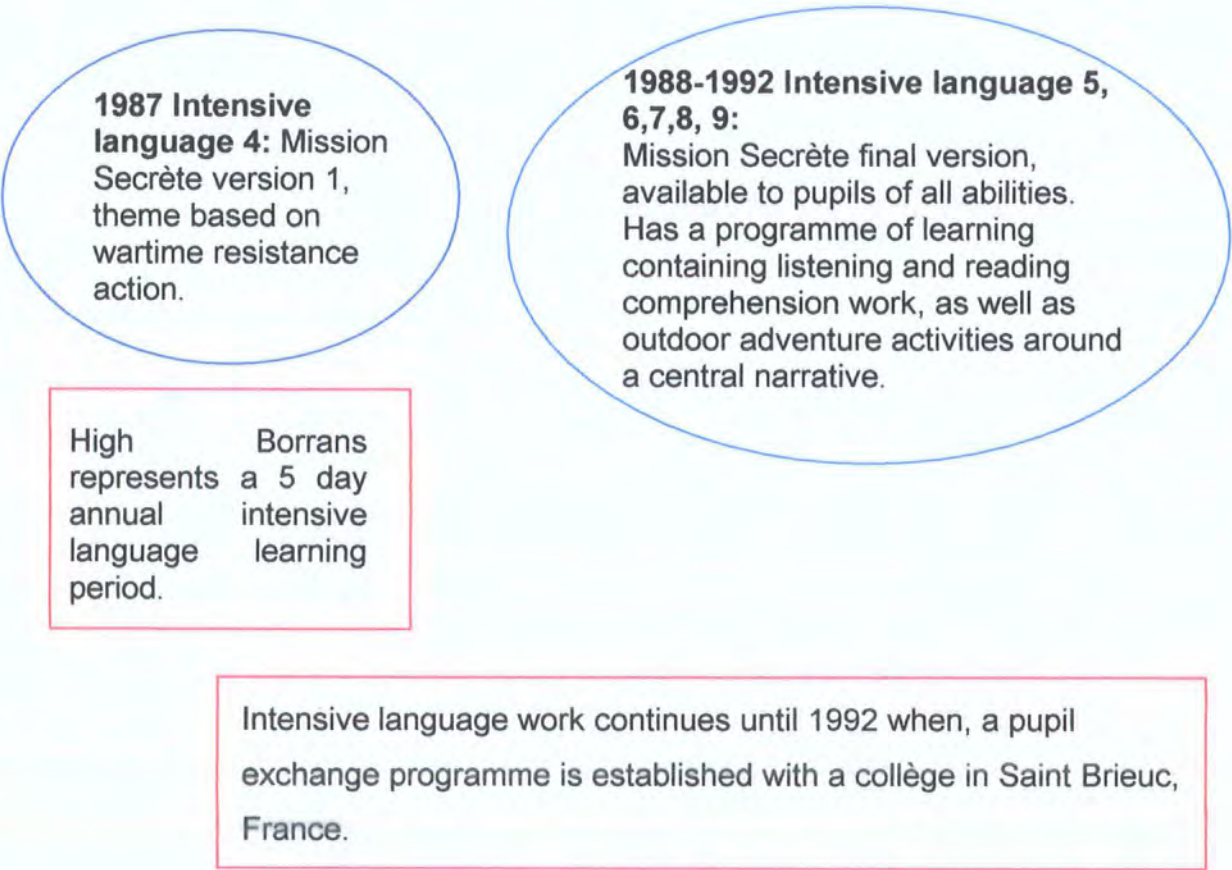 1987 Intensive
language 4: Mission
Secrète version 1,
theme based on
wartime resistance
action.
1988-1992 Intensive language 5,
6,7,8, 9:
Mission Secrète final version,
available to pupils of all abilities.
Has a programme of learning
containing listening and reading
comprehension work, as well as
outdoor adventure activities around
a central narrative.
High Borrans
represents a 5 day
annual intensive
language learning
period.
Intensive language work continues until 1992 when, a pupil
exchange programme is established with a collège in Saint Brieuc,
France.